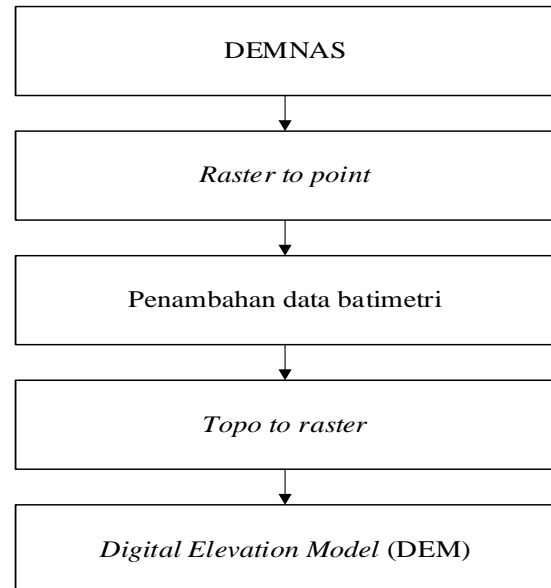 DEMNAS
Raster to point
Penambahan data batimetri
Topo to raster
Digital Elevation Model (DEM)